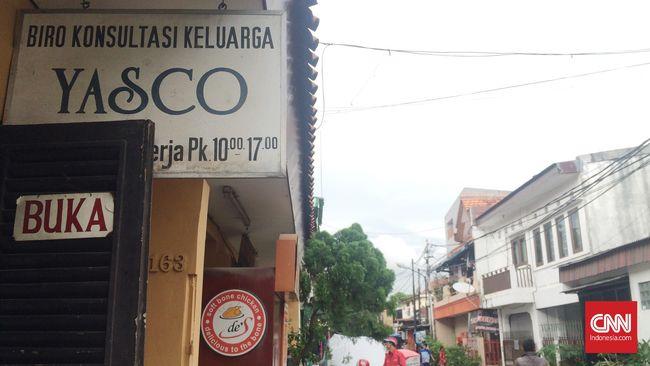 BIRO KONSULTASI KELUARGA
YASCO
erja Pk. 10.00-17.00
BUKA
163
soft bone chicken
de'S
delicious to the bone
CNN
Indonesia.com